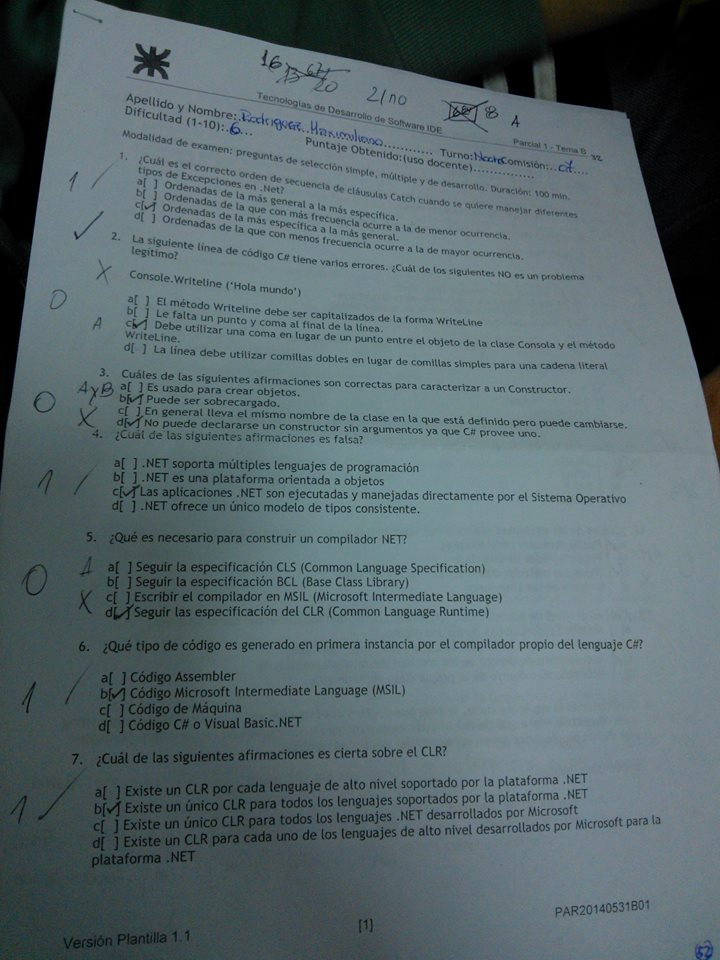 16
13
20
2/no
B A
Tecnologías de Desarrollo de Software IDE
Parcial 1 - Tema B 3/2
Apellido y Nombre: Rodriguez Maximiliano Turno: Noche Comisión: 07
Dificultad (1-10): 6 Puntaje Obtenido:(uso docente)
Modalidad de examen: preguntas de selección simple, múltiple y de desarrollo. Duración: 100 min.
1. ¿Cuál es el correcto orden de secuencia de cláusulas Catch cuando se quiere manejar diferentes
tipos de Excepciones en .Net?
1
a[ ] Ordenadas de la más general a la más específica.
b[ ] Ordenadas de la que con más frecuencia ocurre a la de menor ocurrencia.
c[✓] Ordenadas de la más específica a la más general.
d[ ] Ordenadas de la que con menos frecuencia ocurre a la de mayor ocurrencia.
2. La siguiente línea de código C# tiene varios errores. ¿Cuál de los siguientes NO es un problema
legítimo?
X
Console.Writeline (‘Hola mundo’)
0
a[ ] El método Writeline debe ser capitalizados de la forma WriteLine
b[ ] Le falta un punto y coma al final de la línea.
A
c[✓] Debe utilizar una coma en lugar de un punto entre el objeto de la clase Consola y el método
WriteLine.
d[ ] La línea debe utilizar comillas dobles en lugar de comillas simples para una cadena literal
3. Cuáles de las siguientes afirmaciones son correctas para caracterizar a un Constructor.
0 A y B
a[ ] Es usado para crear objetos.
b[✓] Puede ser sobrecargado.
X
c[ ] En general lleva el mismo nombre de la clase en la que está definido pero puede cambiarse.
d[✓] No puede declararse un constructor sin argumentos ya que C# provee uno.
4. ¿Cuál de las siguientes afirmaciones es falsa?
1
a[ ] .NET soporta múltiples lenguajes de programación
b[ ] .NET es una plataforma orientada a objetos
c[✓] Las aplicaciones .NET son ejecutadas y manejadas directamente por el Sistema Operativo
d[ ] .NET ofrece un único modelo de tipos consistente.
5. ¿Qué es necesario para construir un compilador NET?
0 A
a[ ] Seguir la especificación CLS (Common Language Specification)
b[ ] Seguir la especificación BCL (Base Class Library)
X
c[ ] Escribir el compilador en MSIL (Microsoft Intermediate Language)
d[✓] Seguir las especificación del CLR (Common Language Runtime)
6. ¿Qué tipo de código es generado en primera instancia por el compilador propio del lenguaje C#?
1
a[ ] Código Assembler
b[✓] Código Microsoft Intermediate Language (MSIL)
c[ ] Código de Máquina
d[ ] Código C# o Visual Basic.NET
7. ¿Cuál de las siguientes afirmaciones es cierta sobre el CLR?
1
a[ ] Existe un CLR por cada lenguaje de alto nivel soportado por la plataforma .NET
b[✓] Existe un único CLR para todos los lenguajes soportados por la plataforma .NET
c[ ] Existe un único CLR para todos los lenguajes .NET desarrollados por Microsoft
d[ ] Existe un CLR para cada uno de los lenguajes de alto nivel desarrollados por Microsoft para la
plataforma .NET
[1]
PAR20140531B01
Versión Plantilla 1.1
52